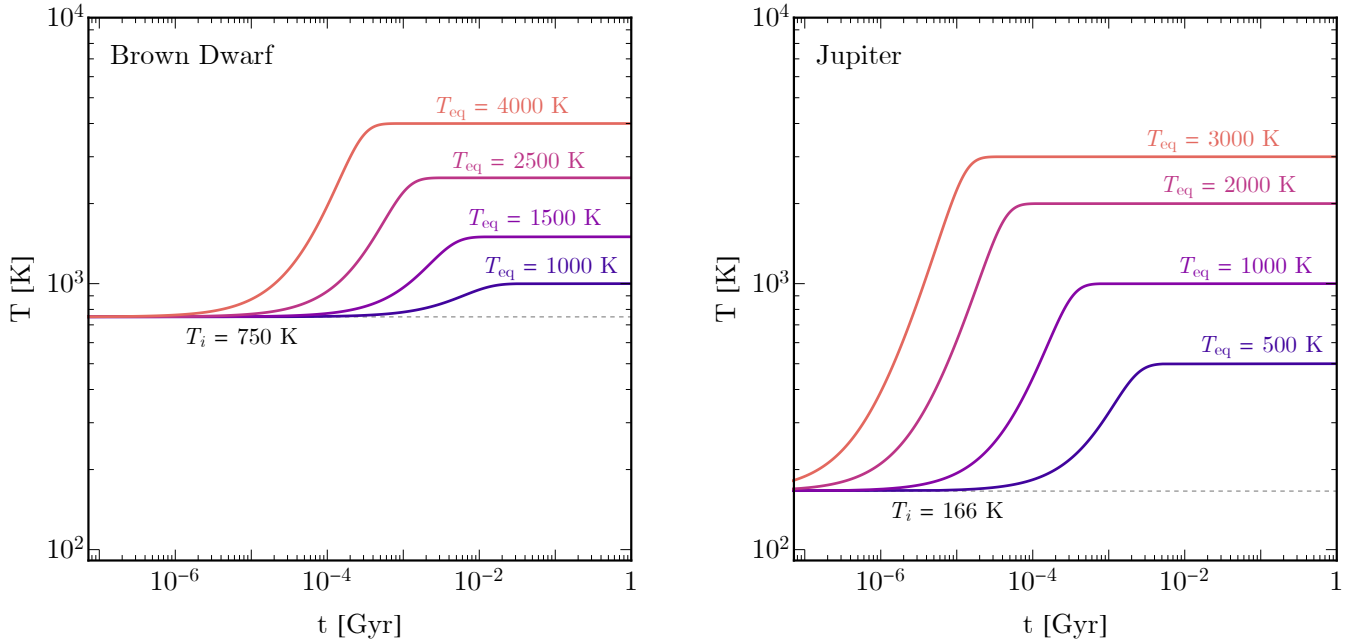 Brown Dwarf
T_eq = 4000 K
T_eq = 2500 K
T_eq = 1500 K
T_eq = 1000 K
T_i = 750 K
10^4
10^3
10^2
T [K]
10^−6
10^−4
10^−2
1
t [Gyr]
Jupiter
T_eq = 3000 K
T_eq = 2000 K
T_eq = 1000 K
T_eq = 500 K
T_i = 166 K
10^4
10^3
10^2
T [K]
10^−6
10^−4
10^−2
1
t [Gyr]